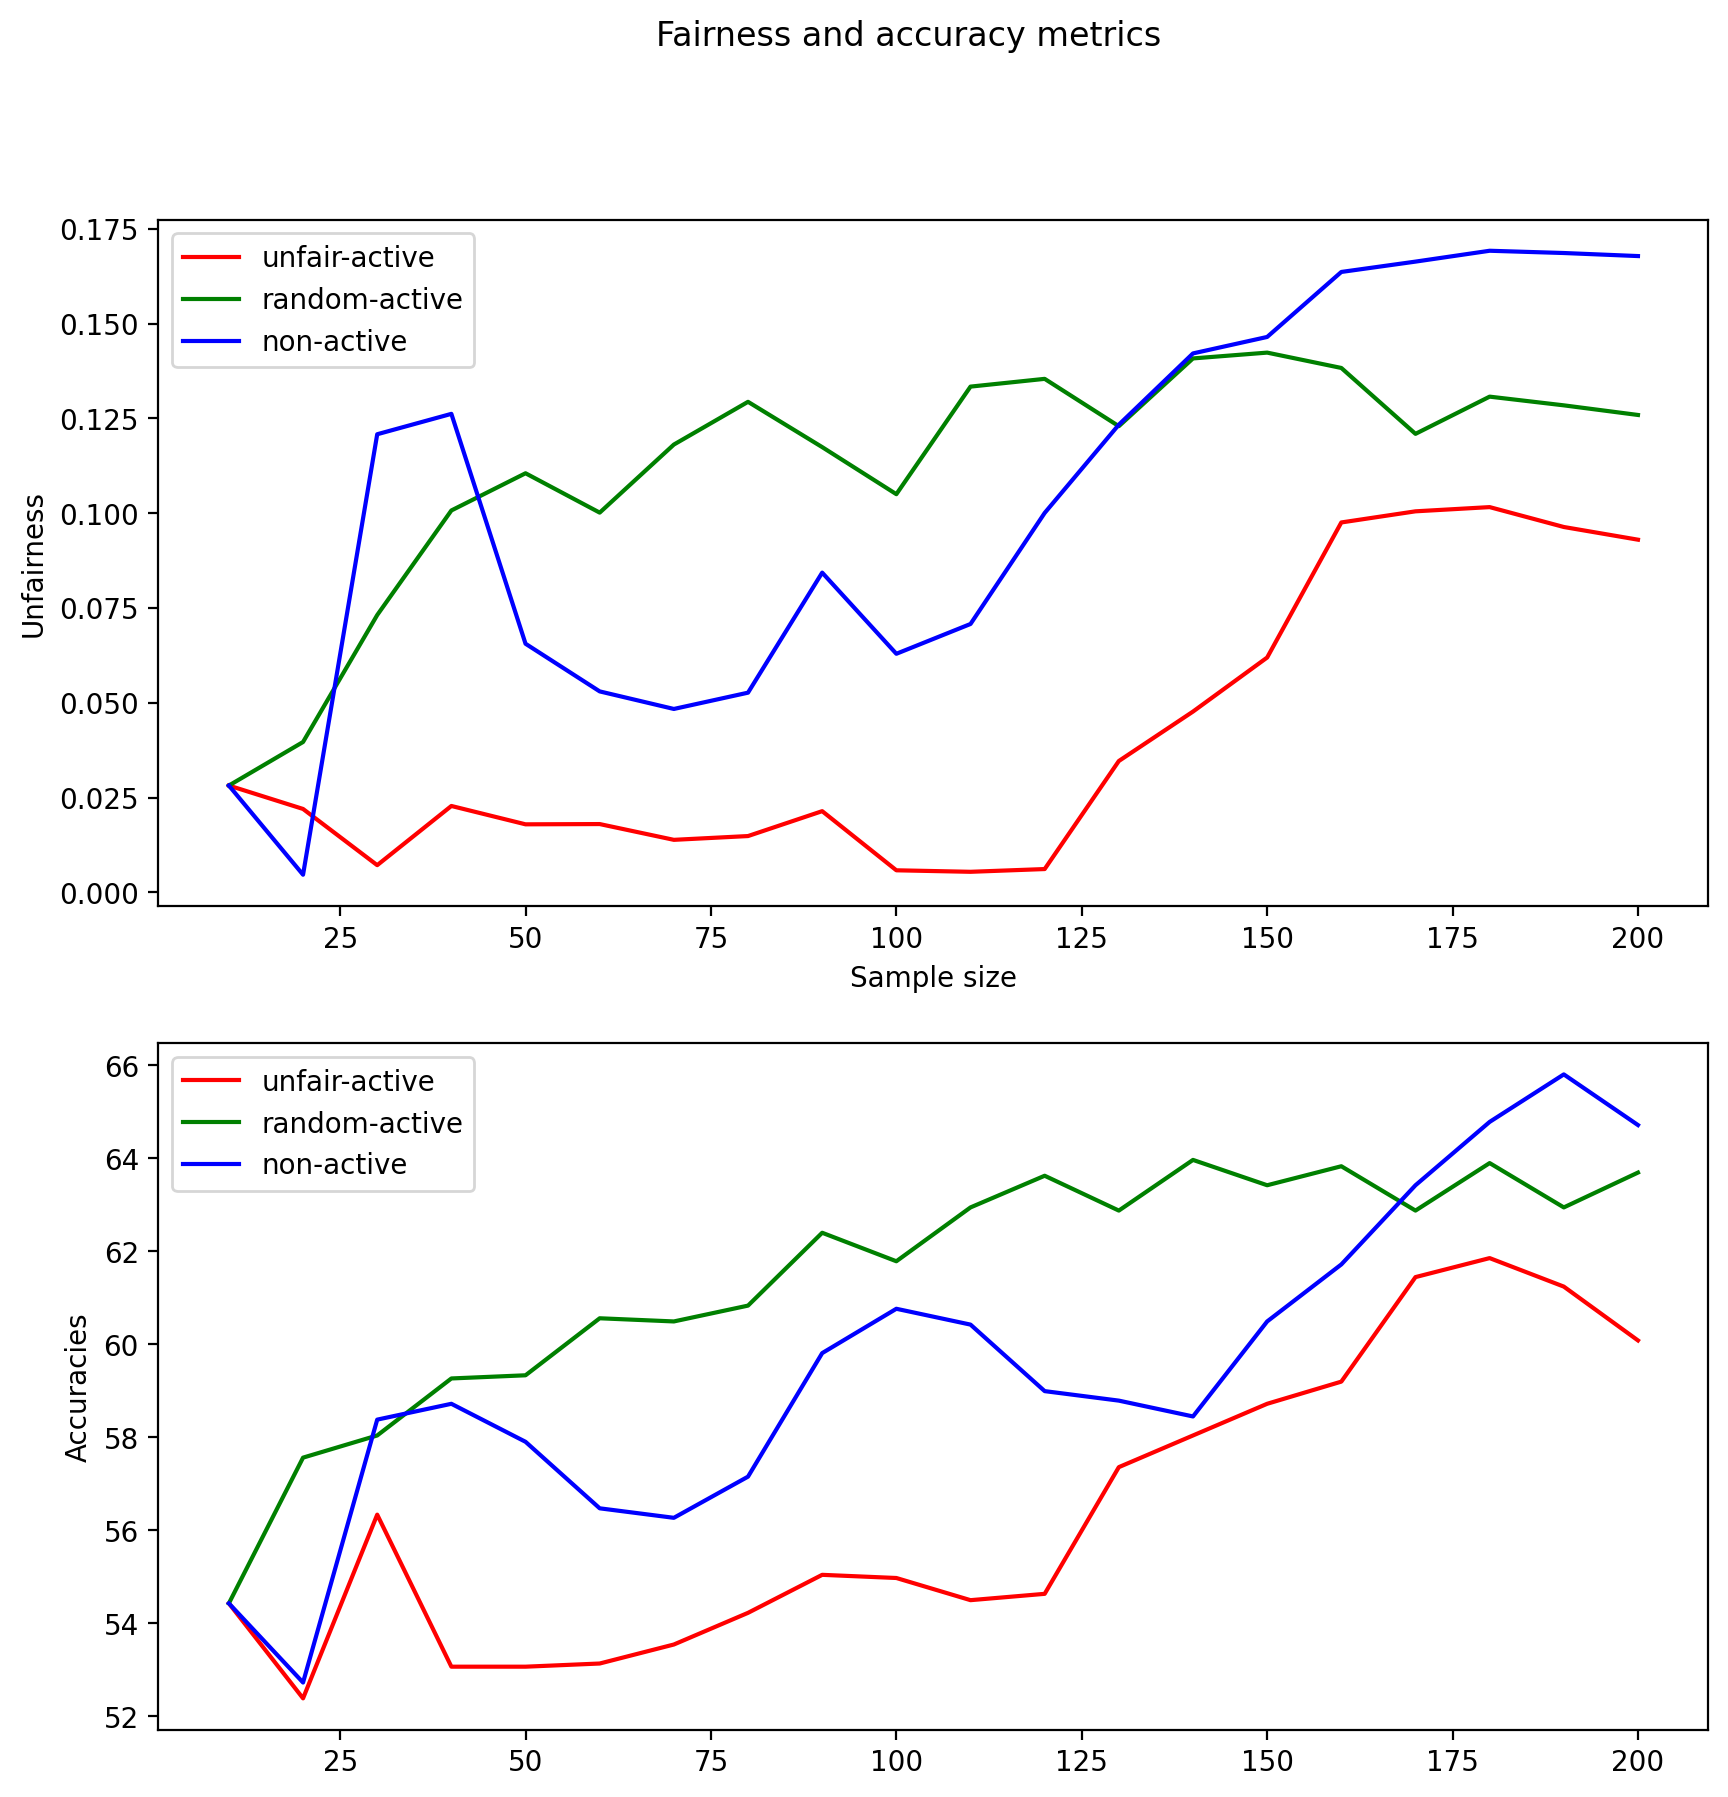 Fairness and accuracy metrics
0.175
0.150
0.125
0.100
0.075
0.050
0.025
0.000
Unfairness
unfair-active
random-active
non-active
25 50 75 100 125 150 175 200
Sample size
66
64
62
60
58
56
54
52
Accuracies
unfair-active
random-active
non-active
25 50 75 100 125 150 175 200